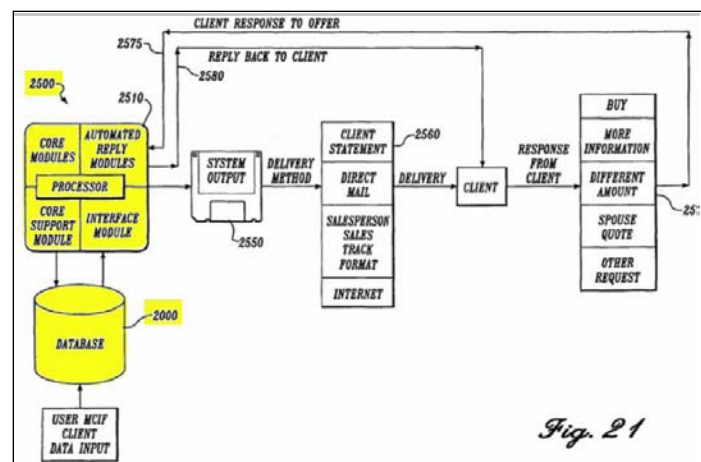 CLIENT RESPONSE TO OFFER
2575
REPLY BACK TO CLIENT
2580
2500
2510
CORE
MODULES
AUTOMATED
REPLY
MODULES
PROCESSOR
CORE
SUPPORT
MODULE
INTERFACE
MODULE
SYSTEM
OUTPUT
2550
DELIVERY
METHOD
2560
CLIENT
STATEMENT
DIRECT
MAIL
SALESPERSON
SALES
TRACK
FORMAT
INTERNET
DELIVERY
CLIENT
RESPONSE
FROM
CLIENT
BUY
MORE
INFORMATION
DIFFERENT
AMOUNT
SPOUSE
QUOTE
OTHER
REQUEST
2000
DATABASE
USER MCIF
CLIENT
DATA INPUT
Fig. 21